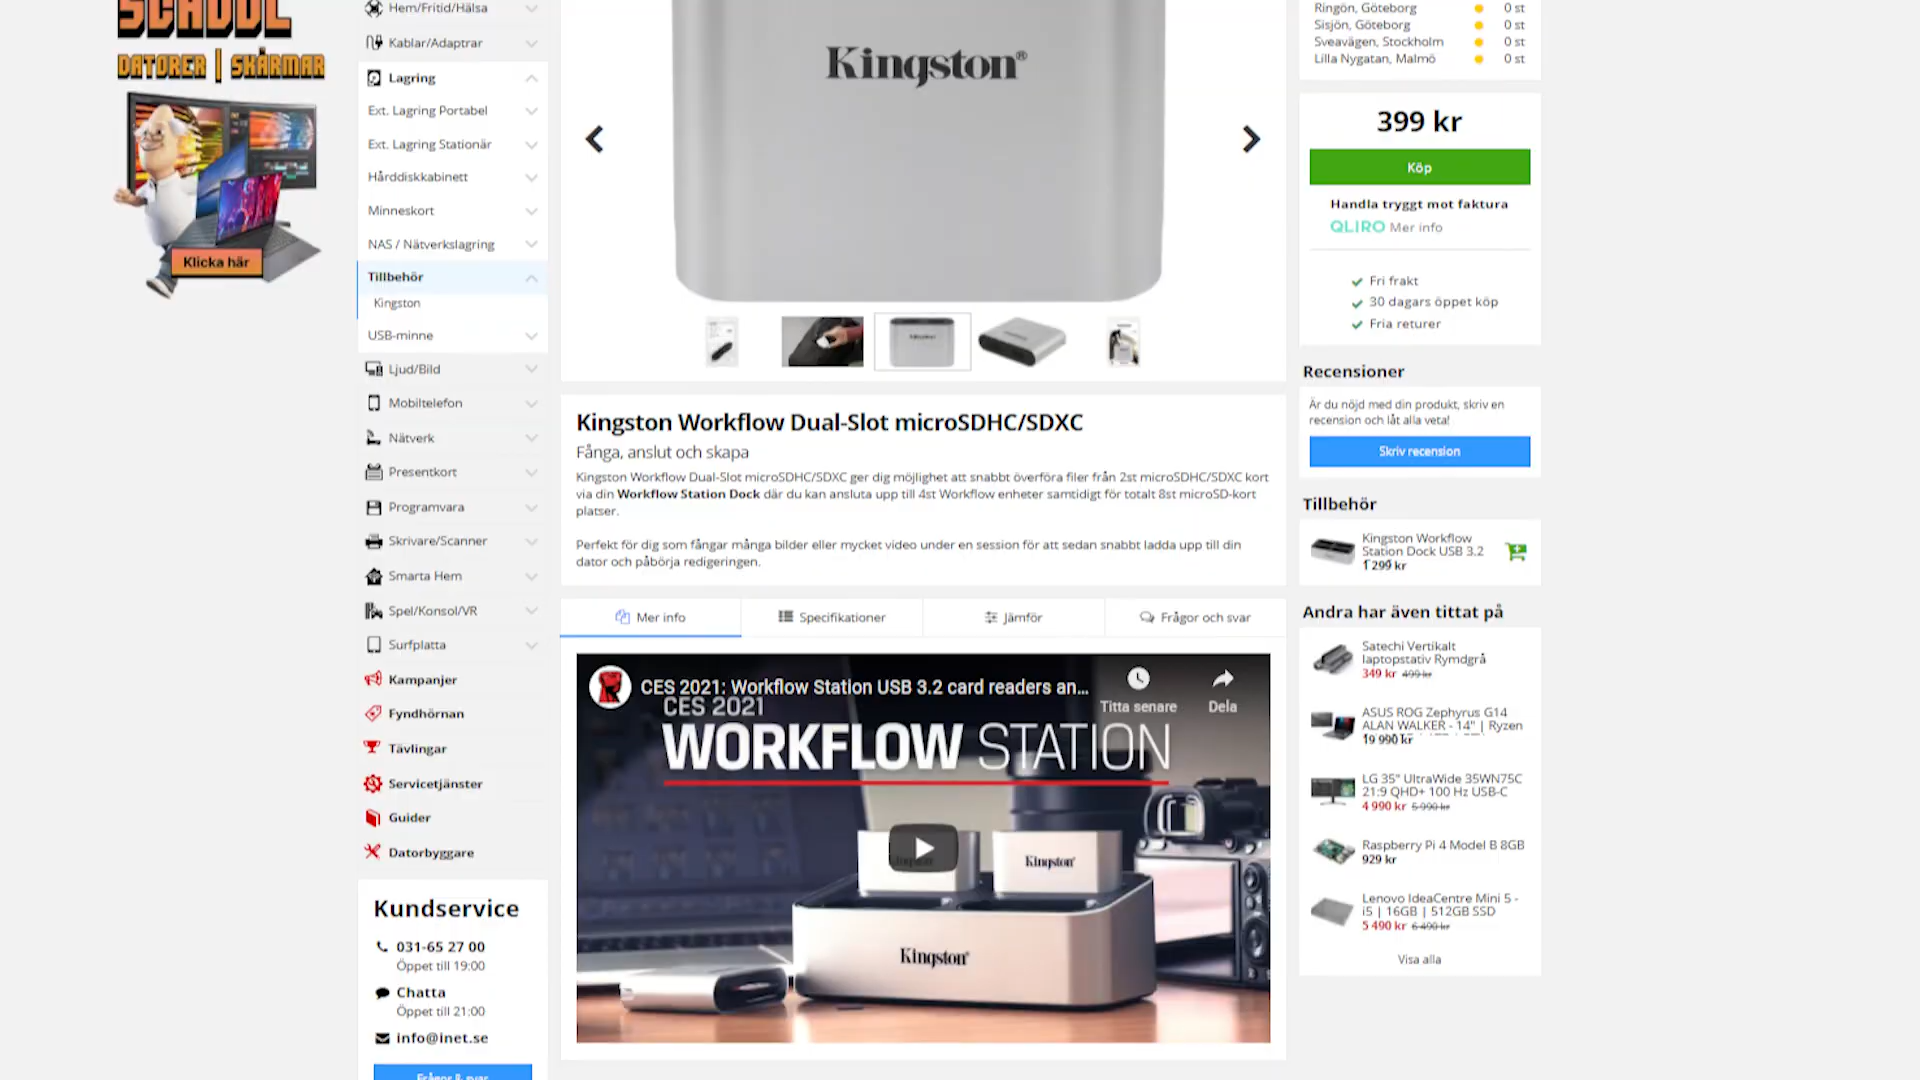 SCHOOL
DATORER | SKÄRMAR
Klicka här
Hem/Fritid/Hälsa
Kablar/Adaptrar
Lagring
Ext. Lagring Portabel
Ext. Lagring Stationär
Hårddiskkabinett
Minneskort
NAS / Nätverkslagring
Tillbehör
Kingston
USB-minne
Ljud/Bild
Mobiltelefon
Nätverk
Presentkort
Programvara
Skrivare/Scanner
Smarta Hem
Spel/Konsol/VR
Surfplatta
Kampanjer
Fyndhörnan
Tävlingar
Servicetjänster
Guider
Datorbyggare
Kundservice
031-65 27 00
Öppet till 19:00
Chatta
Öppet till 21:00
info@inet.se
Frågor & svar
Kingston®
Kingston Workflow Dual-Slot microSDHC/SDXC
Fånga, anslut och skapa
Kingston Workflow Dual-Slot microSDHC/SDXC ger dig möjlighet att snabbt överföra filer från 2st microSDHC/SDXC kort
via din Workflow Station Dock där du kan ansluta upp till 4st Workflow enheter samtidigt för totalt 8st microSD-kort
platser.
Perfekt för dig som fångar många bilder eller mycket video under en session för att sedan snabbt ladda upp till din
dator och påbörja redigeringen.
Mer info
Specifikationer
Jämför
Frågor och svar
CES 2021: Workflow Station USB 3.2 card readers an...
Titta senare
Dela
CES 2021
WORKFLOW STATION
Kingston
Kingston
Ringön, Göteborg 0 st
Sisjön, Göteborg 0 st
Sveavägen, Stockholm 0 st
Lilla Nygatan, Malmö 0 st
399 kr
Köp
Handla tryggt mot faktura
QLIRO Mer info
Fri frakt
30 dagars öppet köp
Fria returer
Recensioner
Är du nöjd med din produkt, skriv en
recension och låt alla veta!
Skriv recension
Tillbehör
Kingston Workflow
Station Dock USB 3.2
1 299 kr
Andra har även tittat på
Satechi Vertikalt
laptopstativ Rymdgrå
349 kr 499 kr
ASUS ROG Zephyrus G14
ALAN WALKER - 14" | Ryzen
19 990 kr
LG 35" UltraWide 35WN75C
21:9 QHD+ 100 Hz USB-C
4 990 kr 5 990 kr
Raspberry Pi 4 Model B 8GB
929 kr
Lenovo IdeaCentre Mini 5 -
i5 | 16GB | 512GB SSD
5 490 kr 6 490 kr
Visa alla